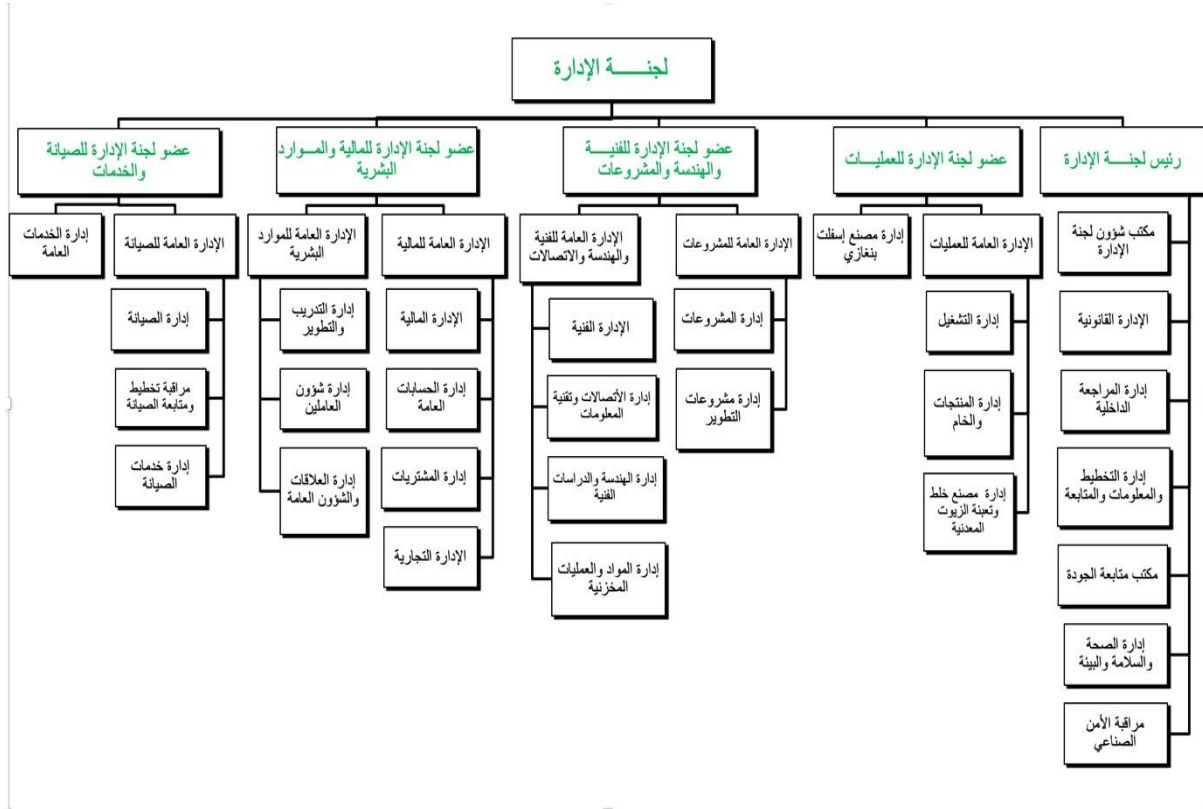 لجنـــــة الإدارة
رئيس لجنــــة الإدارة
عضو لجنة الإدارة للعمليـــات
عضو لجنة الإدارة للفنيـــة
والهندسة والمشروعات
عضو لجنة الإدارة للمالية والمـــوارد
البشرية
عضو لجنة الإدارة للصيانة
والخدمات
مكتب شؤون لجنة
الإدارة
الإدارة القانونية
إدارة المراجعة
الداخلية
إدارة التخطيط
والمعلومات والمتابعة
مكتب متابعة الجودة
إدارة الصحة
والسلامة والبيئة
مراقبة الأمن
الصناعي
الإدارة العامة للعمليات
إدارة التشغيل
إدارة المنتجات
والخام
إدارة مصنع خلط
وتعبئة الزيوت
المعدنية
إدارة مصنع إسفلت
بنغازي
الإدارة العامة للمشروعات
إدارة المشروعات
إدارة مشروعات
التطوير
الإدارة العامة للفنية
والهندسة والاتصالات
الإدارة الفنية
إدارة الأتصالات وتقنية
المعلومات
إدارة الهندسة والدراسات
الفنية
إدارة المواد والعمليات
المخزنية
الإدارة العامة للمالية
الإدارة المالية
إدارة الحسابات
العامة
إدارة المشتريات
الإدارة التجارية
الإدارة العامة للموارد
البشرية
إدارة التدريب
والتطوير
إدارة شؤون
العاملين
إدارة العلاقات
والشؤون العامة
الإدارة العامة للصيانة
إدارة الصيانة
مراقبة تخطيط
ومتابعة الصيانة
إدارة خدمات
الصيانة
إدارة الخدمات
العامة